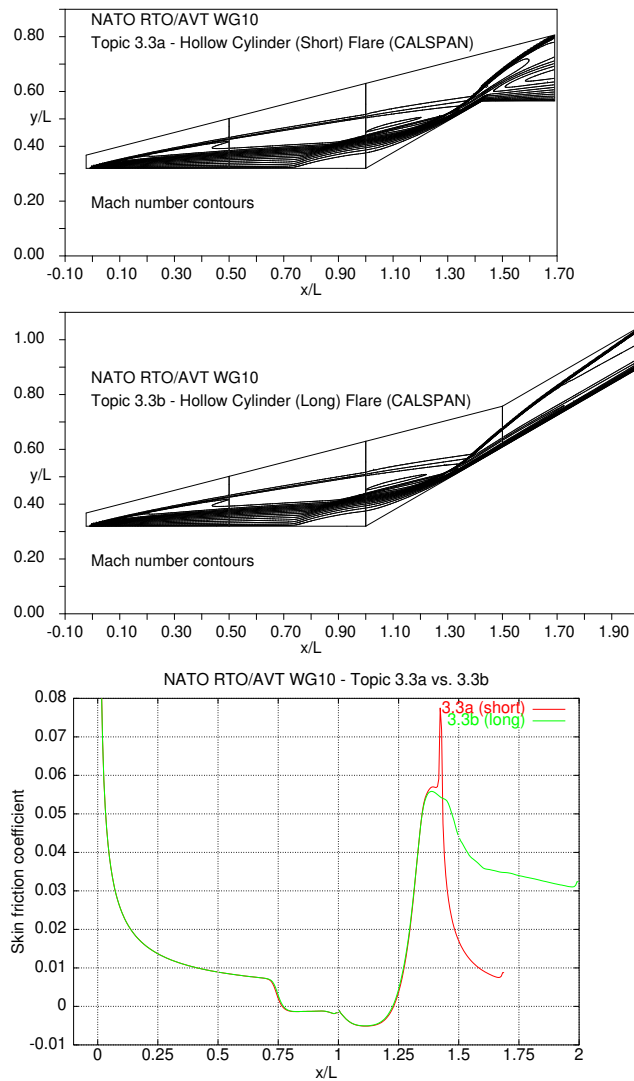 NATO RTO/AVT WG10
Topic 3.3a - Hollow Cylinder (Short) Flare (CALSPAN)
0.80
0.60
y/L
0.40
0.20
Mach number contours
0.00
-0.10 0.10 0.30 0.50 0.70 0.90 1.10 1.30 1.50 1.70
x/L
1.00
NATO RTO/AVT WG10
0.80
Topic 3.3b - Hollow Cylinder (Long) Flare (CALSPAN)
0.60
y/L
0.40
0.20
Mach number contours
0.00
-0.10 0.10 0.30 0.50 0.70 0.90 1.10 1.30 1.50 1.70 1.90
x/L
NATO RTO/AVT WG10 - Topic 3.3a vs. 3.3b
0.08
3.3a (short)
3.3b (long)
0.07
0.06
0.05
Skin friction coefficient
0.04
0.03
0.02
0.01
0
-0.01
0 0.25 0.5 0.75 1 1.25 1.5 1.75 2
x/L